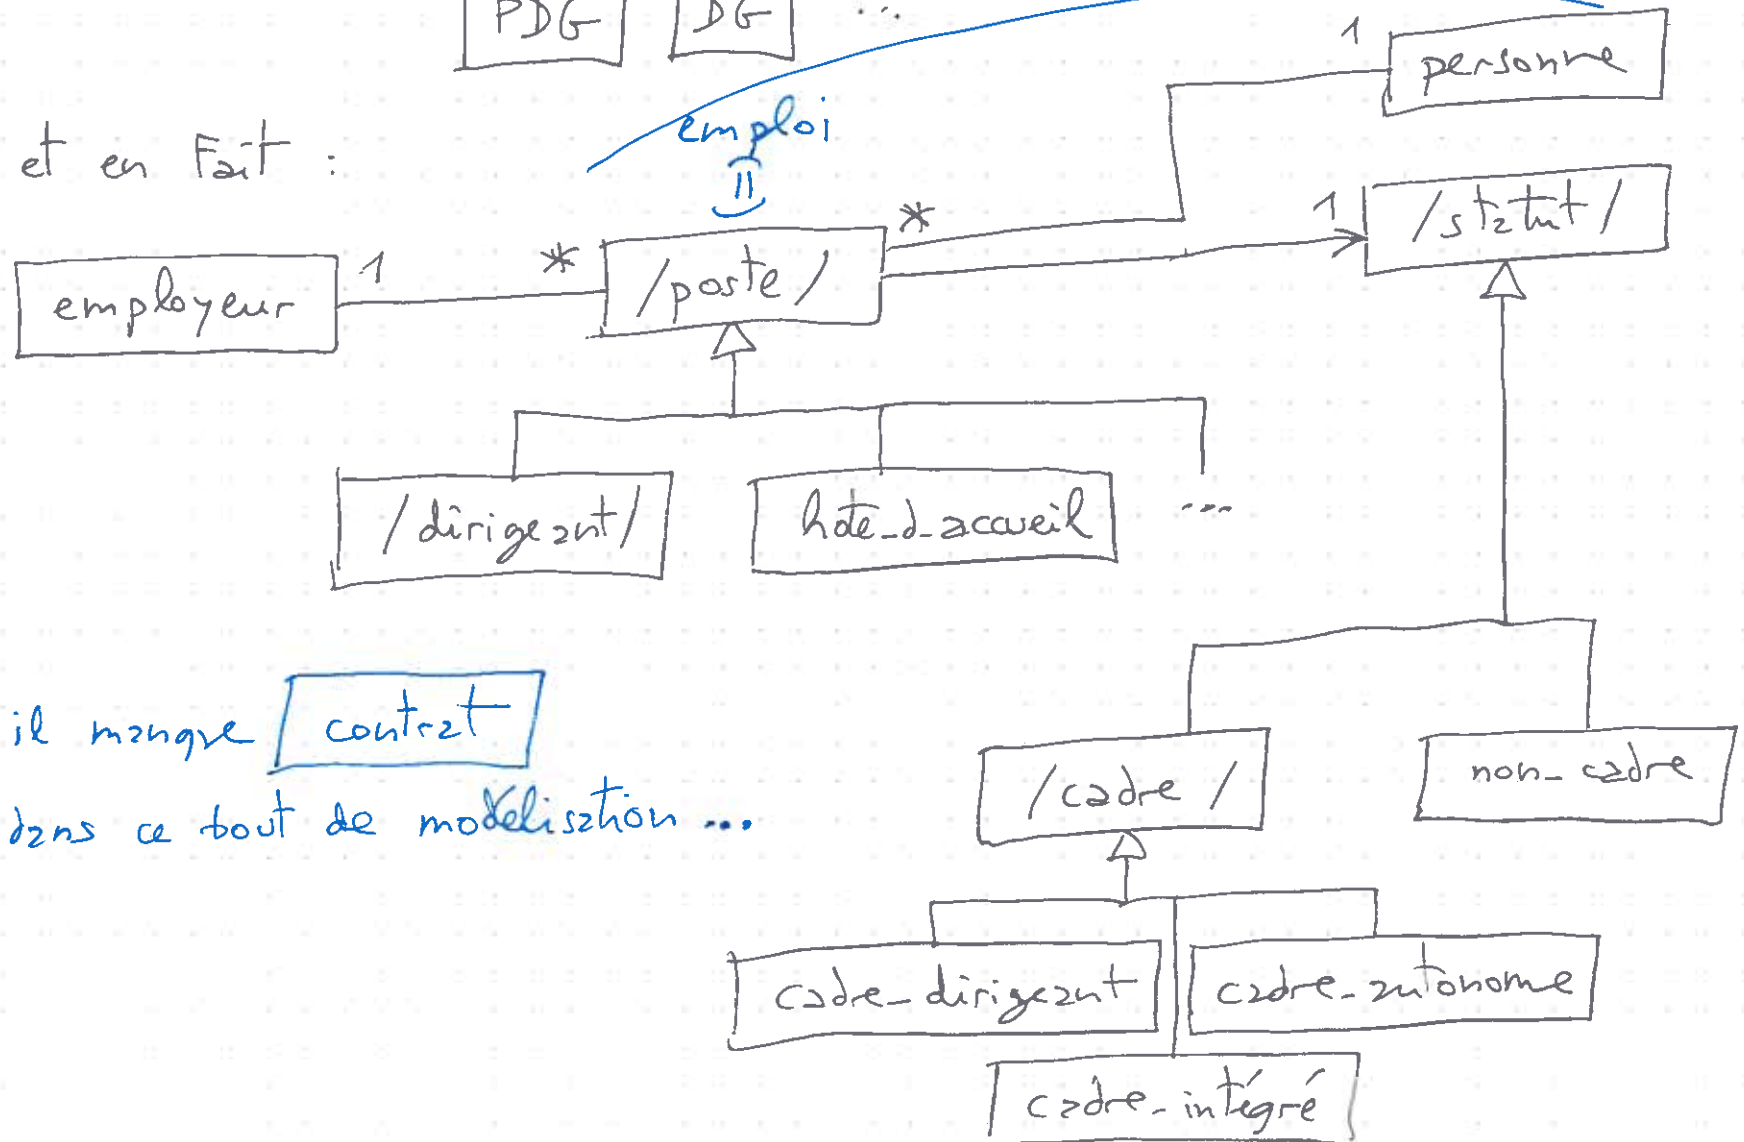 PDG DG ...
1 personne
emploi
et en Fait :
=
employeur 1 * /poste/ * 1 /statut/
/dirigeant/ hote_d_accueil ...
il manque contrat
dans ce bout de modélisation ...
/cadre/ non_cadre
cadre_dirigeant cadre_autonome
cadre_intégré